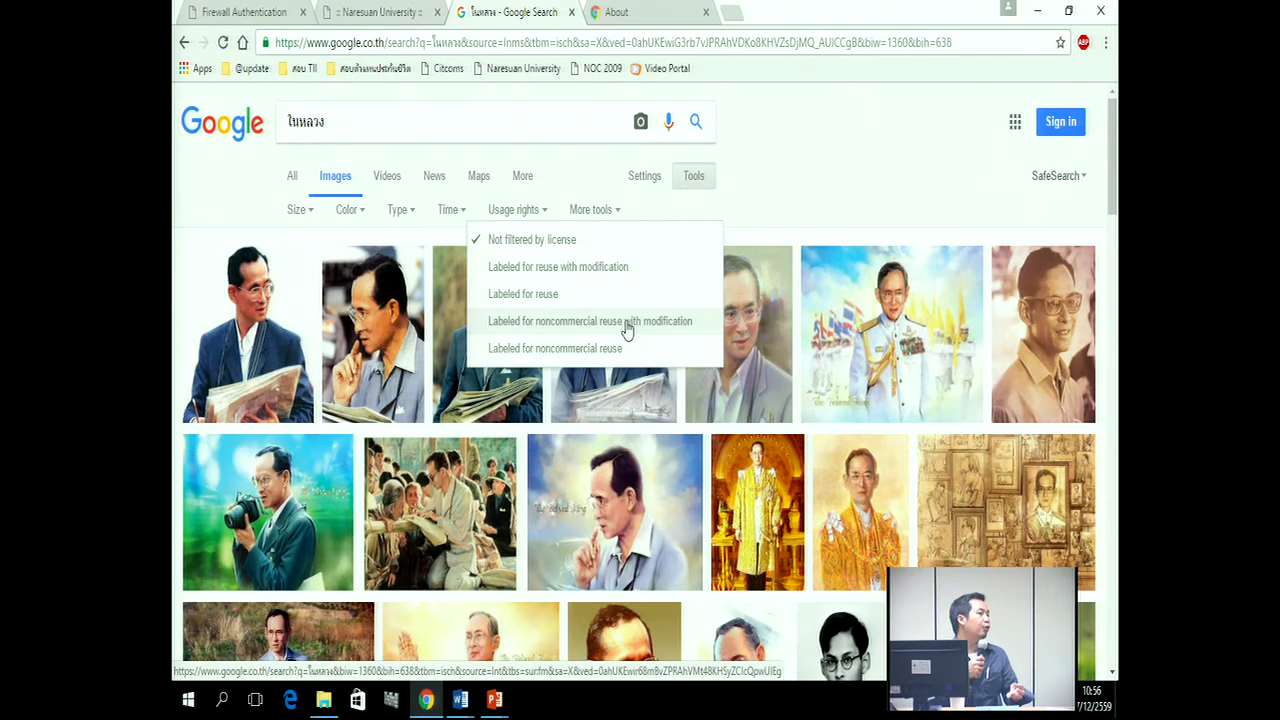 Firewall Authentication
:: Naresuan University ::
ในหลวง - Google Search
About
https://www.google.co.th/search?q=ในหลวง&source=lnms&tbm=isch&sa=X&ved=0ahUKEwiG3rb7vJPRAhVDKo8KHVZsDjMQ_AUICCgB&biw=1360&bih=638
ABP
Apps
@update
สอบ TII
Citcoms
Naresuan University
NOC 2009
Video Portal
Google
ในหลวง
Sign in
All
Images
Videos
News
Maps
More
Settings
Tools
SafeSearch
Size
Color
Type
Time
Usage rights
More tools
Not filtered by license
Labeled for reuse with modification
Labeled for reuse
Labeled for noncommercial reuse with modification
Labeled for noncommercial reuse
The Beloved King
10:56
7/12/2559